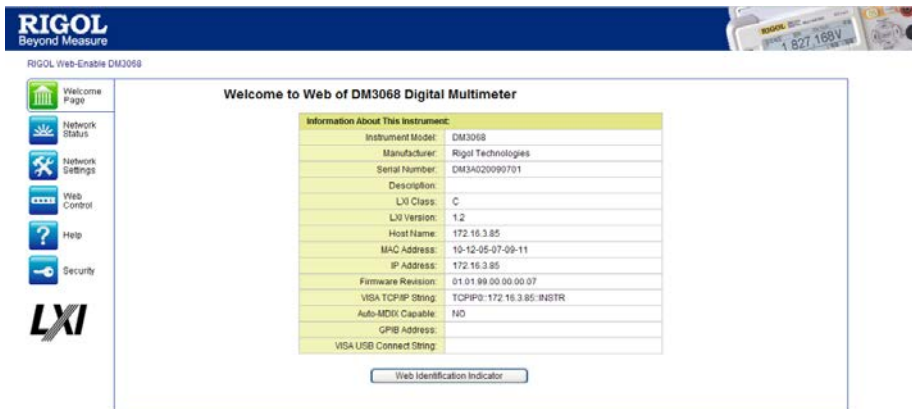 RIGOL
Beyond Measure
RIGOL
1.827,168V
RIGOL Web-Enable DM3068
Welcome Page
Network Status
Network Settings
Web Control
Help
Security
LXI
Welcome to Web of DM3068 Digital Multimeter
Information About This Instrument:
Instrument Model: DM3068
Manufacturer: Rigol Technologies
Serial Number: DM3A020090701
Description:
LXI Class: C
LXI Version: 1.2
Host Name: 172.16.3.85
MAC Address: 10-12-05-07-09-11
IP Address: 172.16.3.85
Firmware Revision: 01.01.99.00.00.00.07
VISA TCP/IP String: TCPIP0::172.16.3.85::INSTR
Auto-MDIX Capable: NO
GPIB Address:
VISA USB Connect String:
Web Identification Indicator